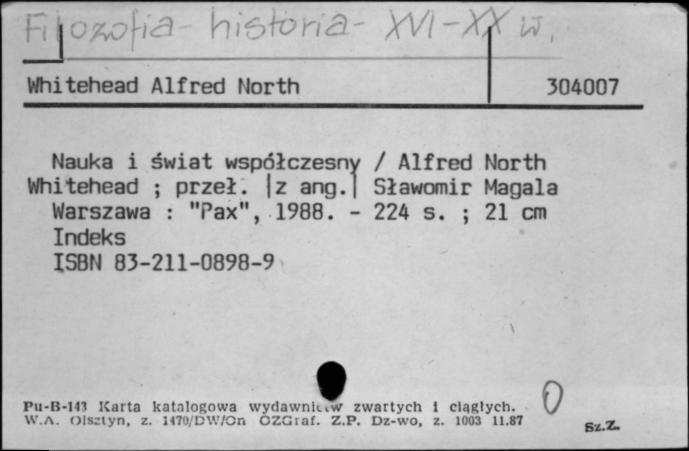 Filozofia - historia - XVI-XX w.
Whitehead Alfred North 304007
Nauka i świat współczesny / Alfred North
Whitehead ; przeł. |z ang.| Sławomir Magala
Warszawa : "Pax", 1988. - 224 s. ; 21 cm
Indeks
ISBN 83-211-0898-9
Pu-B-143 Karta katalogowa wydawnictw zwartych i ciągłych.
W.A. Olsztyn, z. 1470/DW/On OZGraf. Z.P. Dz-wo, z. 1003 11.87
Sz.Z.